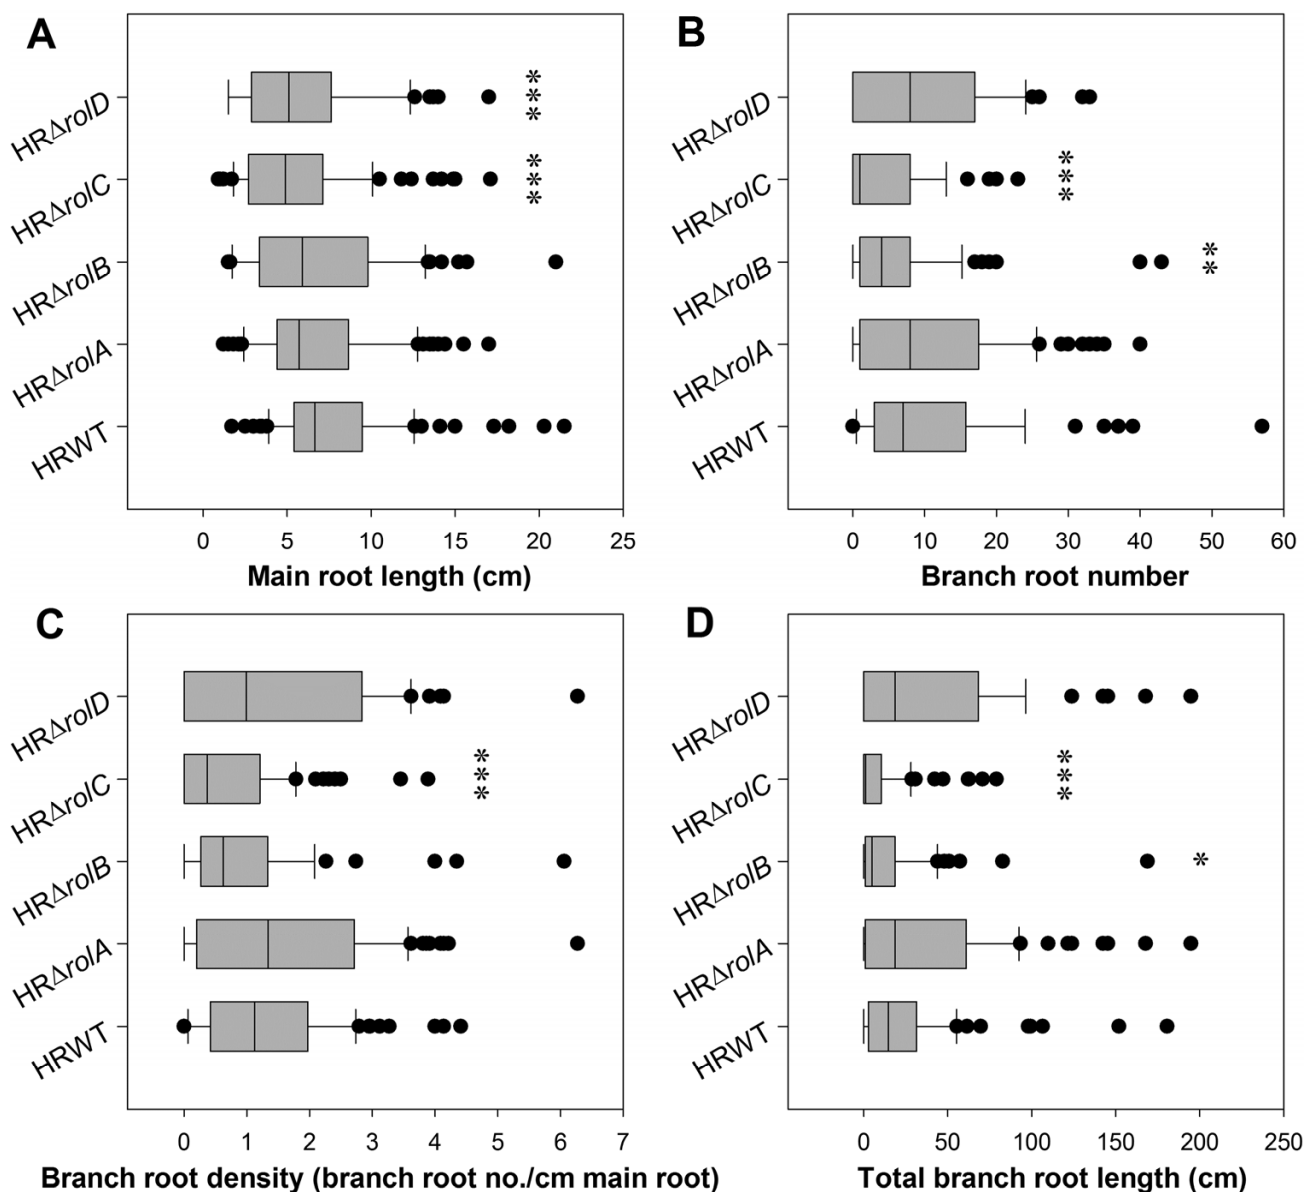 A
HRΔrolD
***
HRΔrolC
***
HRΔrolB
HRΔrolA
HRWT
0 5 10 15 20 25
Main root length (cm)
B
HRΔrolD
HRΔrolC
***
HRΔrolB
**
HRΔrolA
HRWT
0 10 20 30 40 50 60
Branch root number
C
HRΔrolD
HRΔrolC
***
HRΔrolB
HRΔrolA
HRWT
0 1 2 3 4 5 6 7
Branch root density (branch root no./cm main root)
D
HRΔrolD
HRΔrolC
***
HRΔrolB
*
HRΔrolA
HRWT
0 50 100 150 200 250
Total branch root length (cm)